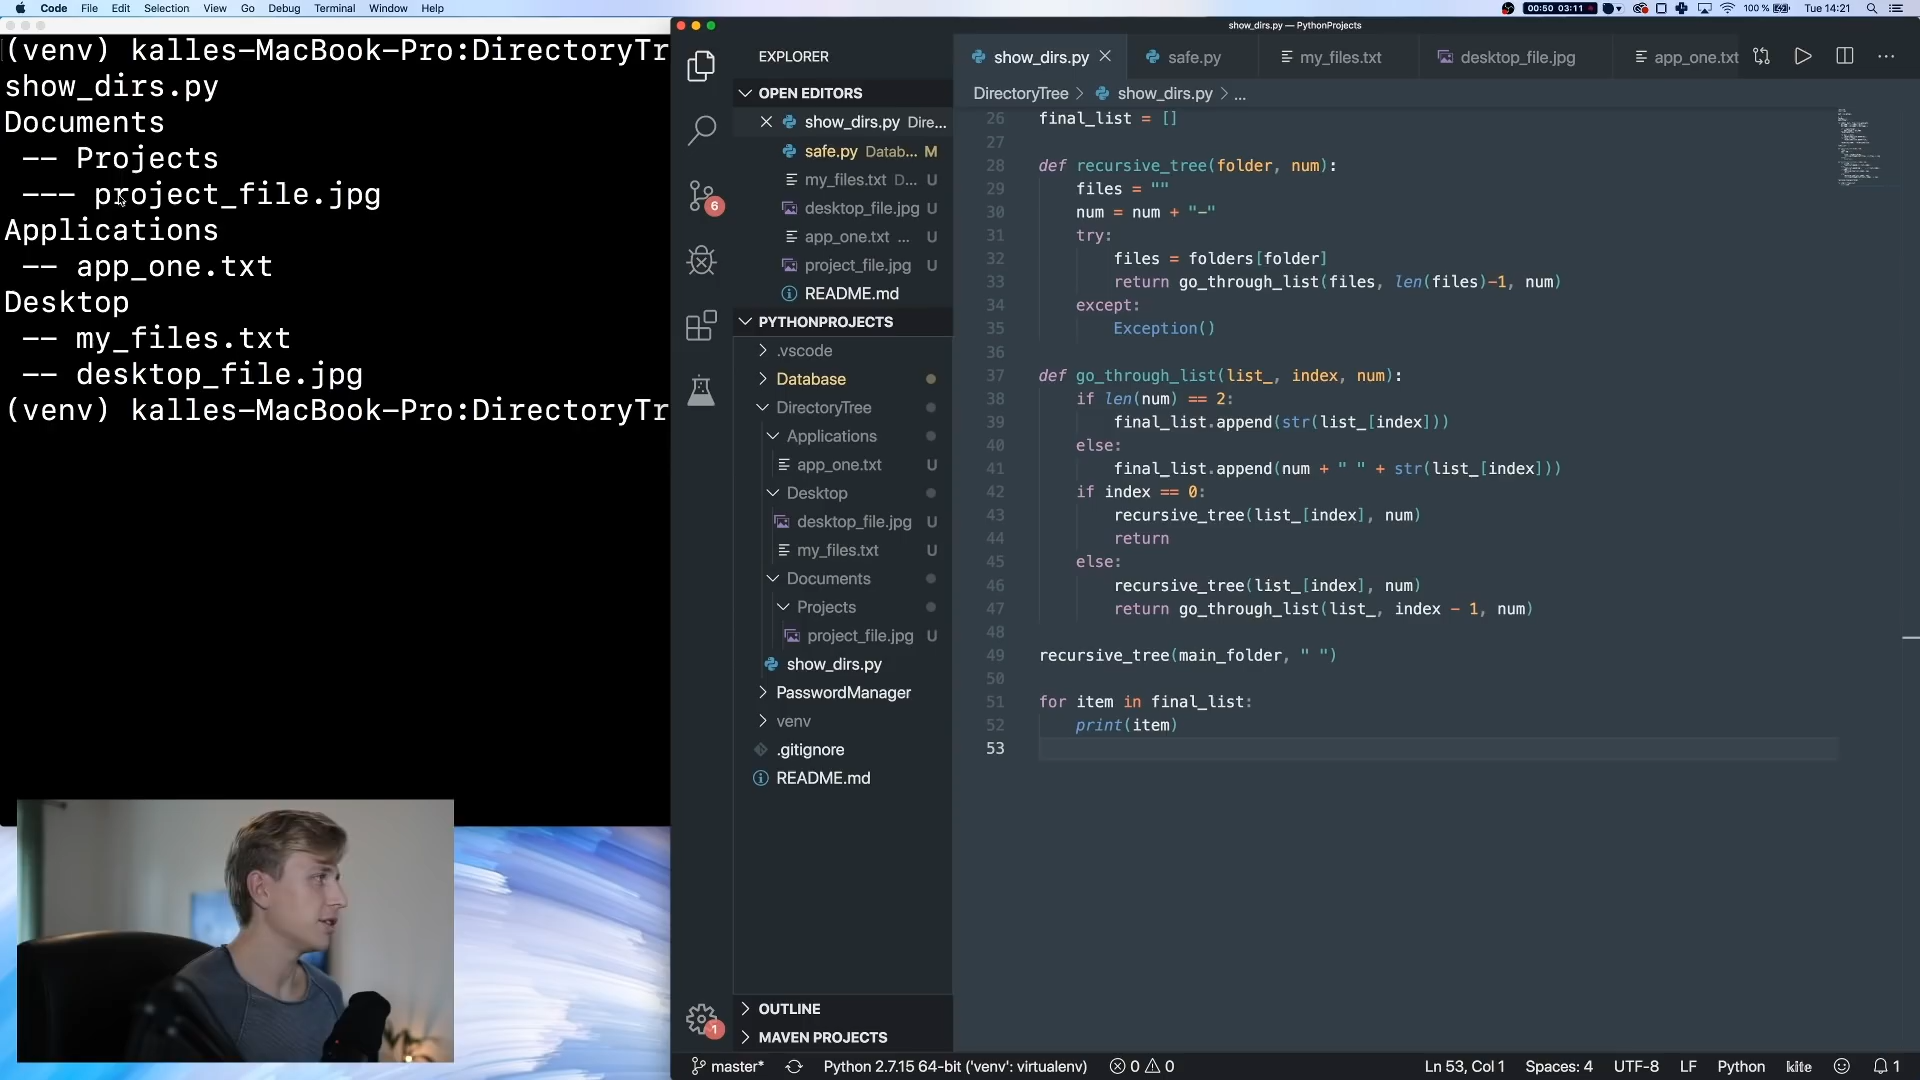 Code File Edit Selection View Go Debug Terminal Window Help
00:50 03:11 100 % Tue 14:21
(venv) kalles-MacBook-Pro:DirectoryTr
show_dirs.py
Documents
-- Projects
--- project_file.jpg
Applications
-- app_one.txt
Desktop
-- my_files.txt
-- desktop_file.jpg
(venv) kalles-MacBook-Pro:DirectoryTr
show_dirs.py — PythonProjects
EXPLORER
OPEN EDITORS
show_dirs.py Dire...
safe.py Datab... M
my_files.txt D... U
desktop_file.jpg U
app_one.txt ... U
project_file.jpg U
README.md
PYTHONPROJECTS
.vscode
Database
DirectoryTree
Applications
app_one.txt U
Desktop
desktop_file.jpg U
my_files.txt U
Documents
Projects
project_file.jpg U
show_dirs.py
PasswordManager
venv
.gitignore
README.md
OUTLINE
MAVEN PROJECTS
6
1
show_dirs.py safe.py my_files.txt desktop_file.jpg app_one.txt
DirectoryTree > show_dirs.py > ...
26 final_list = []
27
28 def recursive_tree(folder, num):
29 files = ""
30 num = num + "-"
31 try:
32 files = folders[folder]
33 return go_through_list(files, len(files)-1, num)
34 except:
35 Exception()
36
37 def go_through_list(list_, index, num):
38 if len(num) == 2:
39 final_list.append(str(list_[index]))
40 else:
41 final_list.append(num + " " + str(list_[index]))
42 if index == 0:
43 recursive_tree(list_[index], num)
44 return
45 else:
46 recursive_tree(list_[index], num)
47 return go_through_list(list_, index - 1, num)
48
49 recursive_tree(main_folder, " ")
50
51 for item in final_list:
52 print(item)
53
master* Python 2.7.15 64-bit ('venv': virtualenv) 0 0 Ln 53, Col 1 Spaces: 4 UTF-8 LF Python kite 1